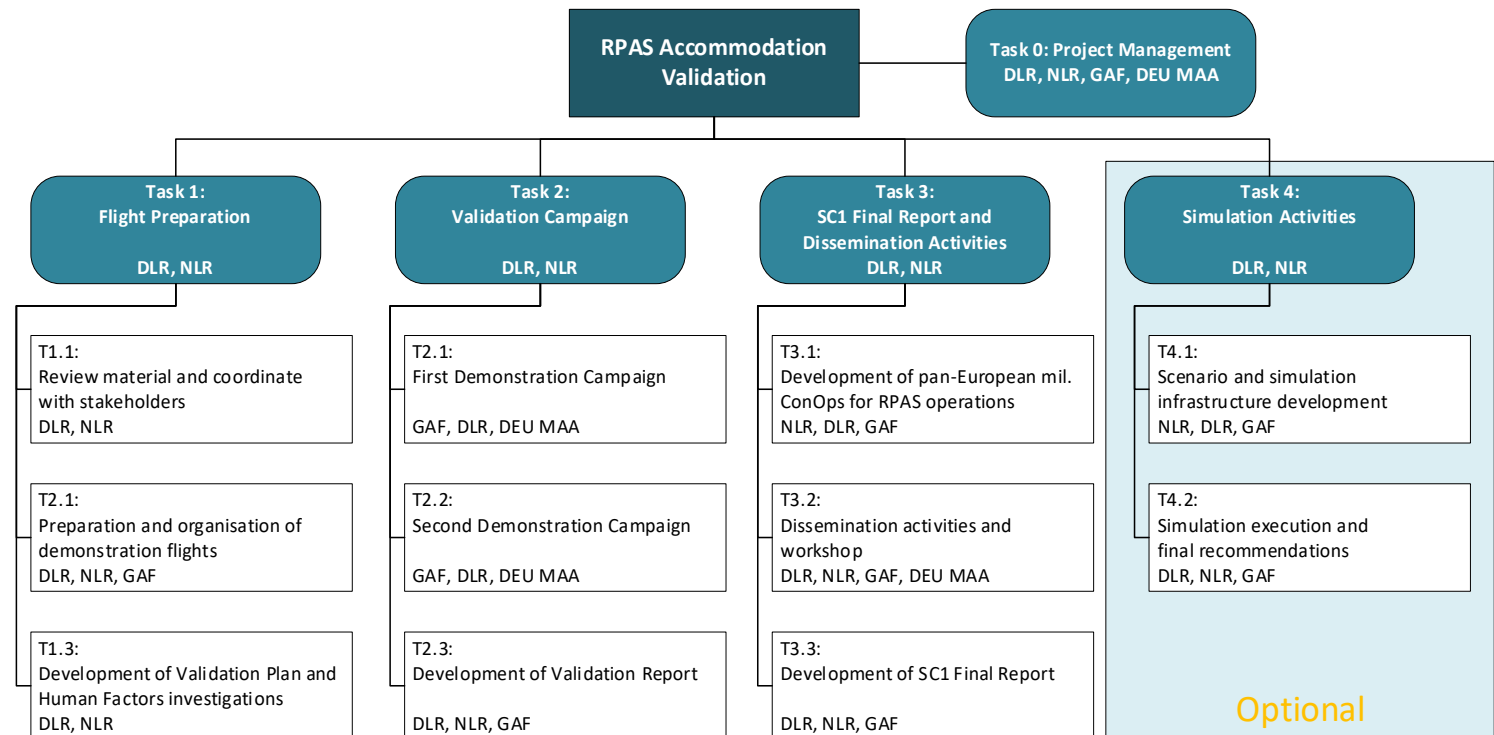 RPAS Accommodation
Validation
Task 0: Project Management
DLR, NLR, GAF, DEU MAA
Task 1:
Flight Preparation
DLR, NLR
Task 2:
Validation Campaign
DLR, NLR
Task 3:
SC1 Final Report and
Dissemination Activities
DLR, NLR
Task 4:
Simulation Activities
DLR, NLR
T1.1:
Review material and coordinate
with stakeholders
DLR, NLR
T2.1:
Preparation and organisation of
demonstration flights
DLR, NLR, GAF
T1.3:
Development of Validation Plan and
Human Factors investigations
DLR, NLR
T2.1:
First Demonstration Campaign
GAF, DLR, DEU MAA
T2.2:
Second Demonstration Campaign
GAF, DLR, DEU MAA
T2.3:
Development of Validation Report
DLR, NLR, GAF
T3.1:
Development of pan-European mil.
ConOps for RPAS operations
NLR, DLR, GAF
T3.2:
Dissemination activities and
workshop
DLR, NLR, GAF, DEU MAA
T3.3:
Development of SC1 Final Report
DLR, NLR, GAF
T4.1:
Scenario and simulation
infrastructure development
NLR, DLR, GAF
T4.2:
Simulation execution and
final recommendations
DLR, NLR, GAF
Optional